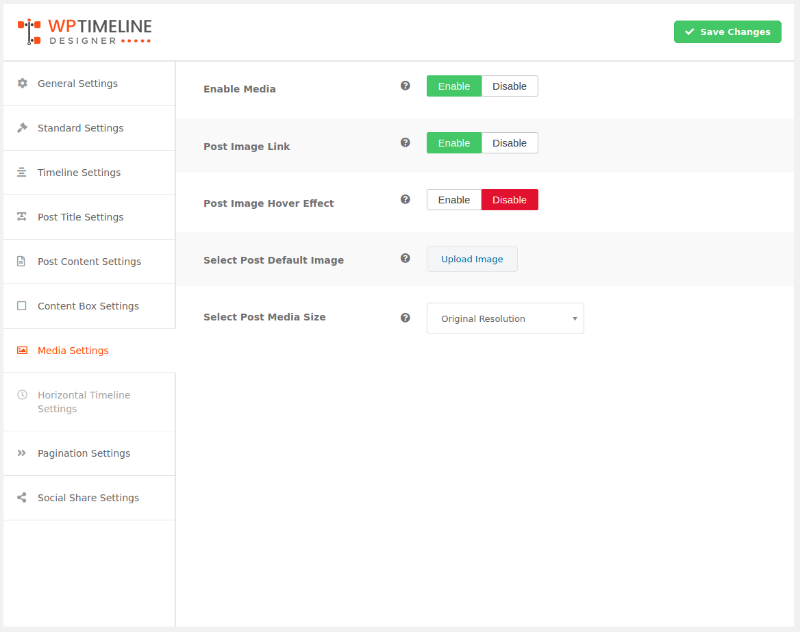 WPTIMELINE
DESIGNER
Save Changes
General Settings
Standard Settings
Timeline Settings
Post Title Settings
Post Content Settings
Content Box Settings
Media Settings
Horizontal Timeline
Settings
Pagination Settings
Social Share Settings
Enable Media ? Enable Disable
Post Image Link ? Enable Disable
Post Image Hover Effect ? Enable Disable
Select Post Default Image ? Upload Image
Select Post Media Size ? Original Resolution